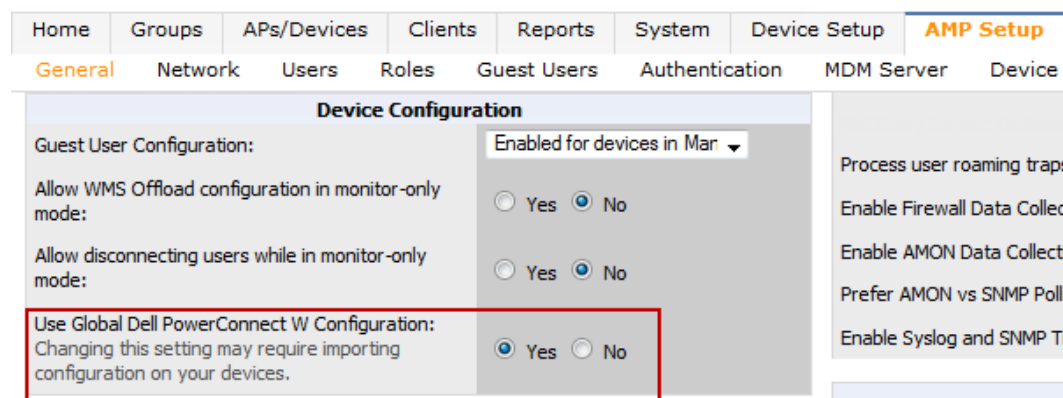 Home Groups APs/Devices Clients Reports System Device Setup AMP Setup
General Network Users Roles Guest Users Authentication MDM Server Device
Device Configuration
Guest User Configuration: Enabled for devices in Man
Allow WMS Offload configuration in monitor-only
mode:
Yes No
Allow disconnecting users while in monitor-only
mode:
Yes No
Use Global Dell PowerConnect W Configuration:
Changing this setting may require importing
configuration on your devices.
Yes No
Process user roaming traps
Enable Firewall Data Collec
Enable AMON Data Collect
Prefer AMON vs SNMP Poll
Enable Syslog and SNMP T